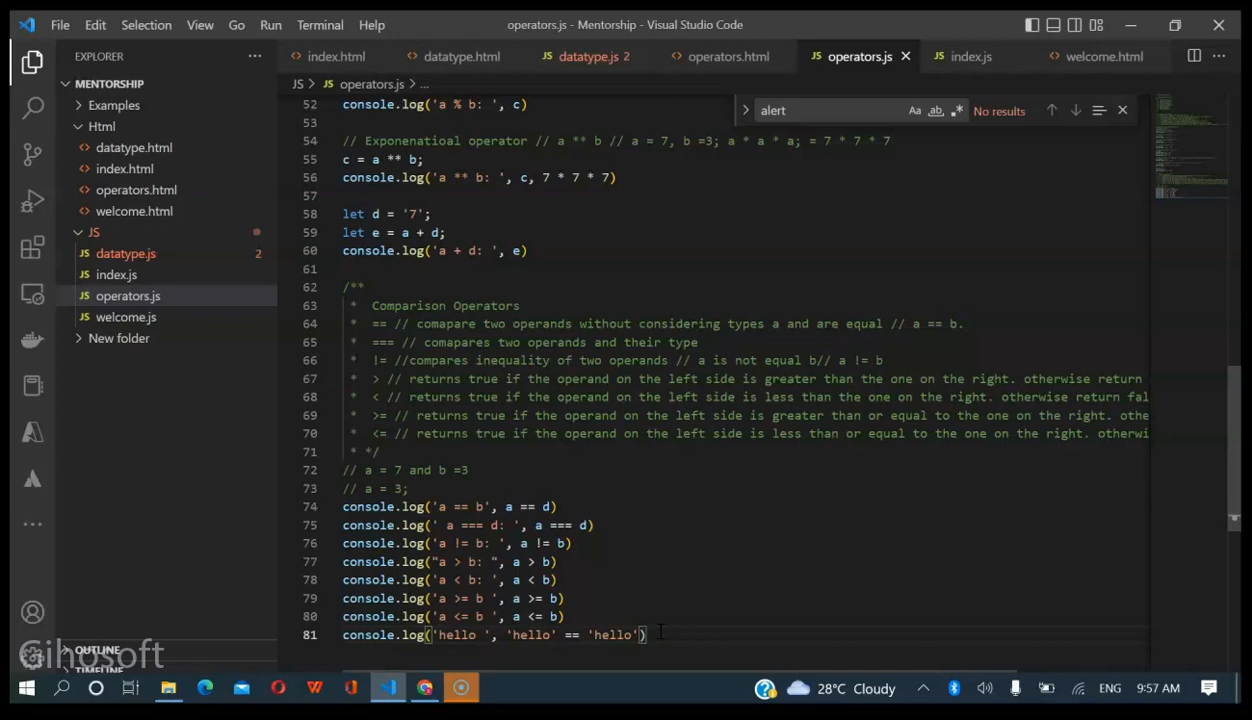 File Edit Selection View Go Run Terminal Help operators.js - Mentorship - Visual Studio Code
EXPLORER
index.html
datatype.html
datatype.js 2
operators.html
operators.js
index.js
welcome.html
MENTORSHIP
JS > operators.js > ...
Examples
Html
datatype.html
index.html
operators.html
welcome.html
JS
datatype.js 2
index.js
operators.js
welcome.js
New folder
alert
Aa ab No results
52 console.log('a % b: ', c)
53
54 // Exponenatioal operator // a ** b // a = 7, b =3; a * a * a; = 7 * 7 * 7
55 c = a ** b;
56 console.log('a ** b: ', c, 7 * 7 * 7)
57
58 let d = '7';
59 let e = a + d;
60 console.log('a + d: ', e)
61
62 /**
63 * Comparison Operators
64 * == // comapare two operands without considering types a and are equal // a == b.
65 * === // comapares two operands and their type
66 * != //compares inequality of two operands // a is not equal b// a != b
67 * > // returns true if the operand on the left side is greater than the one on the right. otherwise return
68 * < // returns true if the operand on the left side is less than the one on the right. otherwise return fal
69 * >= // returns true if the operand on the left side is greater than or equal to the one on the right. othe
70 * <= // returns true if the operand on the left side is less than or equal to the one on the right. otherwi
71 * */
72 // a = 7 and b =3
73 // a = 3;
74 console.log('a == b', a == d)
75 console.log(' a === d: ', a === d)
76 console.log('a != b: ', a != b)
77 console.log("a > b: ", a > b)
78 console.log('a < b: ', a < b)
79 console.log('a >= b ', a >= b)
80 console.log('a <= b ', a <= b)
81 console.log('hello ', 'hello' == 'hello')
OUTLINE
Gihosoft
TIMELINE
28°C Cloudy ENG 9:57 AM